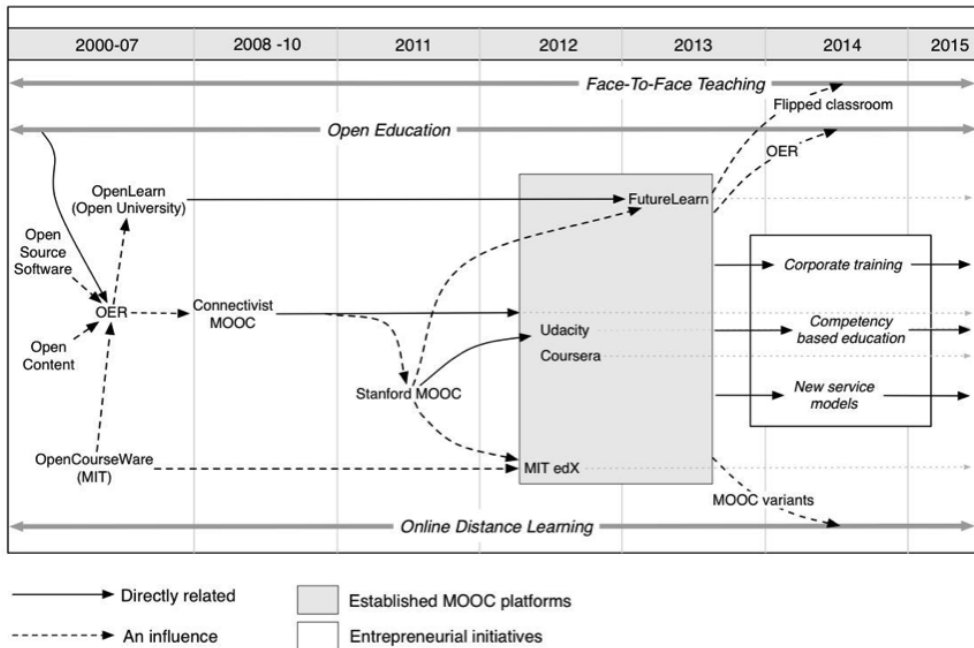 2000-07
2008 -10
2011
2012
2013
2014
2015
Face-To-Face Teaching
Flipped classroom
Open Education
OER
OpenLearn
(Open University)
FutureLearn
Open
Source
Software
Corporate training
OER
Connectivist
MOOC
Udacity
Competency
based education
Open
Content
Coursera
Stanford MOOC
New service
models
OpenCourseWare
(MIT)
MIT edX
MOOC variants
Online Distance Learning
Directly related
Established MOOC platforms
An influence
Entrepreneurial initiatives